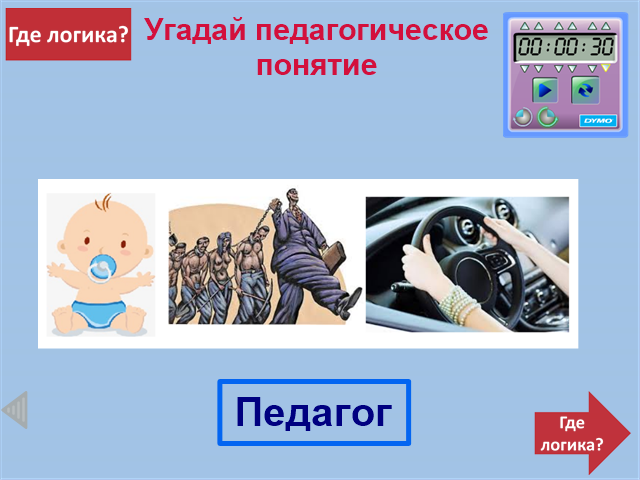 Где логика?
Угадай педагогическое
понятие
00:00:30
DYMO
Педагог
Где
логика?